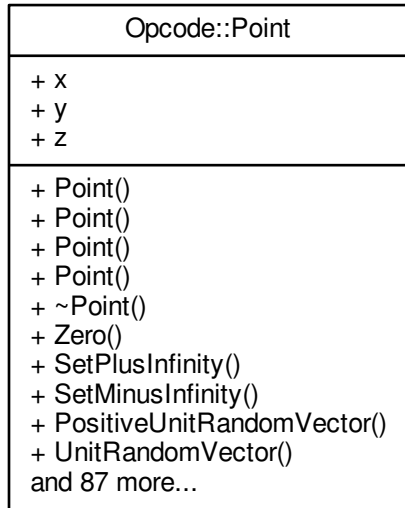 Opcode::Point
+ x
+ y
+ z
+ Point()
+ Point()
+ Point()
+ Point()
+ ~Point()
+ Zero()
+ SetPlusInfinity()
+ SetMinusInfinity()
+ PositiveUnitRandomVector()
+ UnitRandomVector()
and 87 more...